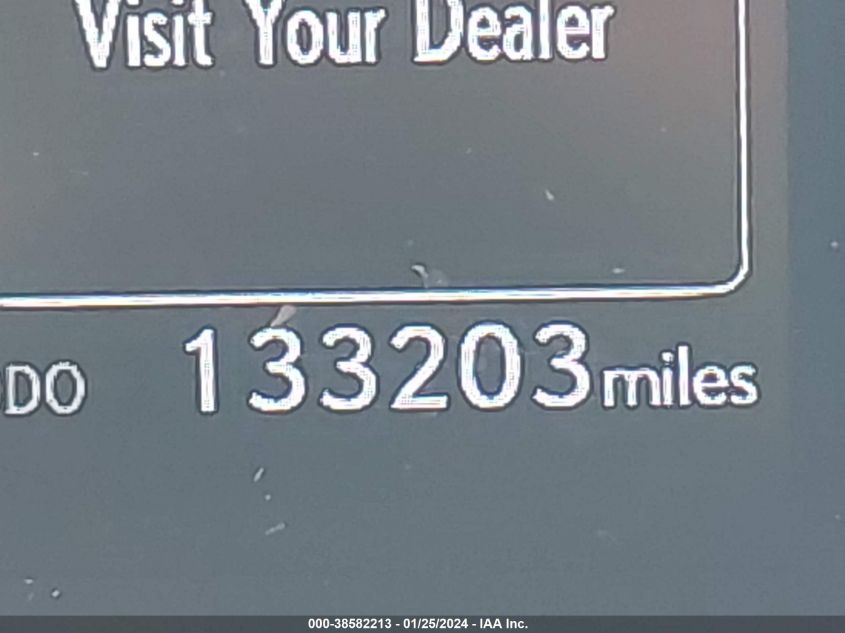 Visit Your Dealer
DO 133203 miles
000-38582213 - 01/25/2024 - IAA Inc.